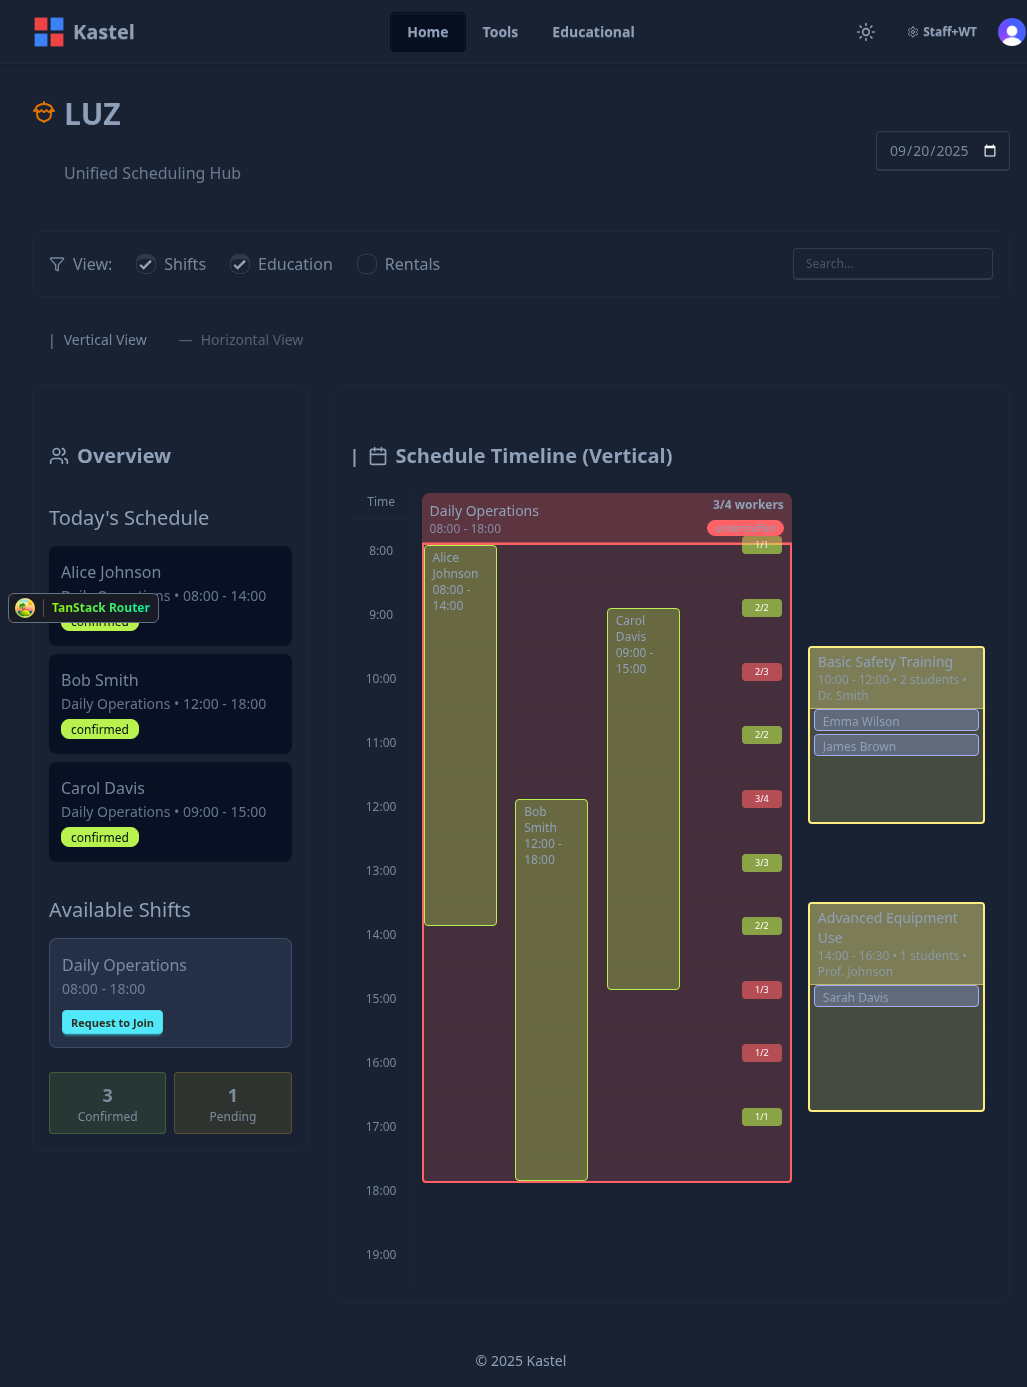 Kastel
Home
Tools
Educational
Staff+WT
LUZ
Unified Scheduling Hub
09/20/2025
View:
Shifts
Education
Rentals
Search...
| Vertical View
— Horizontal View
Overview
Today's Schedule
Alice Johnson
Daily Operations • 08:00 - 14:00
confirmed
TanStack Router
Bob Smith
Daily Operations • 12:00 - 18:00
confirmed
Carol Davis
Daily Operations • 09:00 - 15:00
confirmed
Available Shifts
Daily Operations
08:00 - 18:00
Request to Join
3
Confirmed
1
Pending
| Schedule Timeline (Vertical)
Time
8:00
9:00
10:00
11:00
12:00
13:00
14:00
15:00
16:00
17:00
18:00
19:00
Daily Operations
08:00 - 18:00
3/4 workers
understaffed
Alice
Johnson
08:00 -
14:00
Bob
Smith
12:00 -
18:00
Carol
Davis
09:00 -
15:00
1/1
2/2
2/3
2/2
3/4
3/3
2/2
1/3
1/2
1/1
Basic Safety Training
10:00 - 12:00 • 2 students •
Dr. Smith
Emma Wilson
James Brown
Advanced Equipment
Use
14:00 - 16:30 • 1 students •
Prof. Johnson
Sarah Davis
© 2025 Kastel